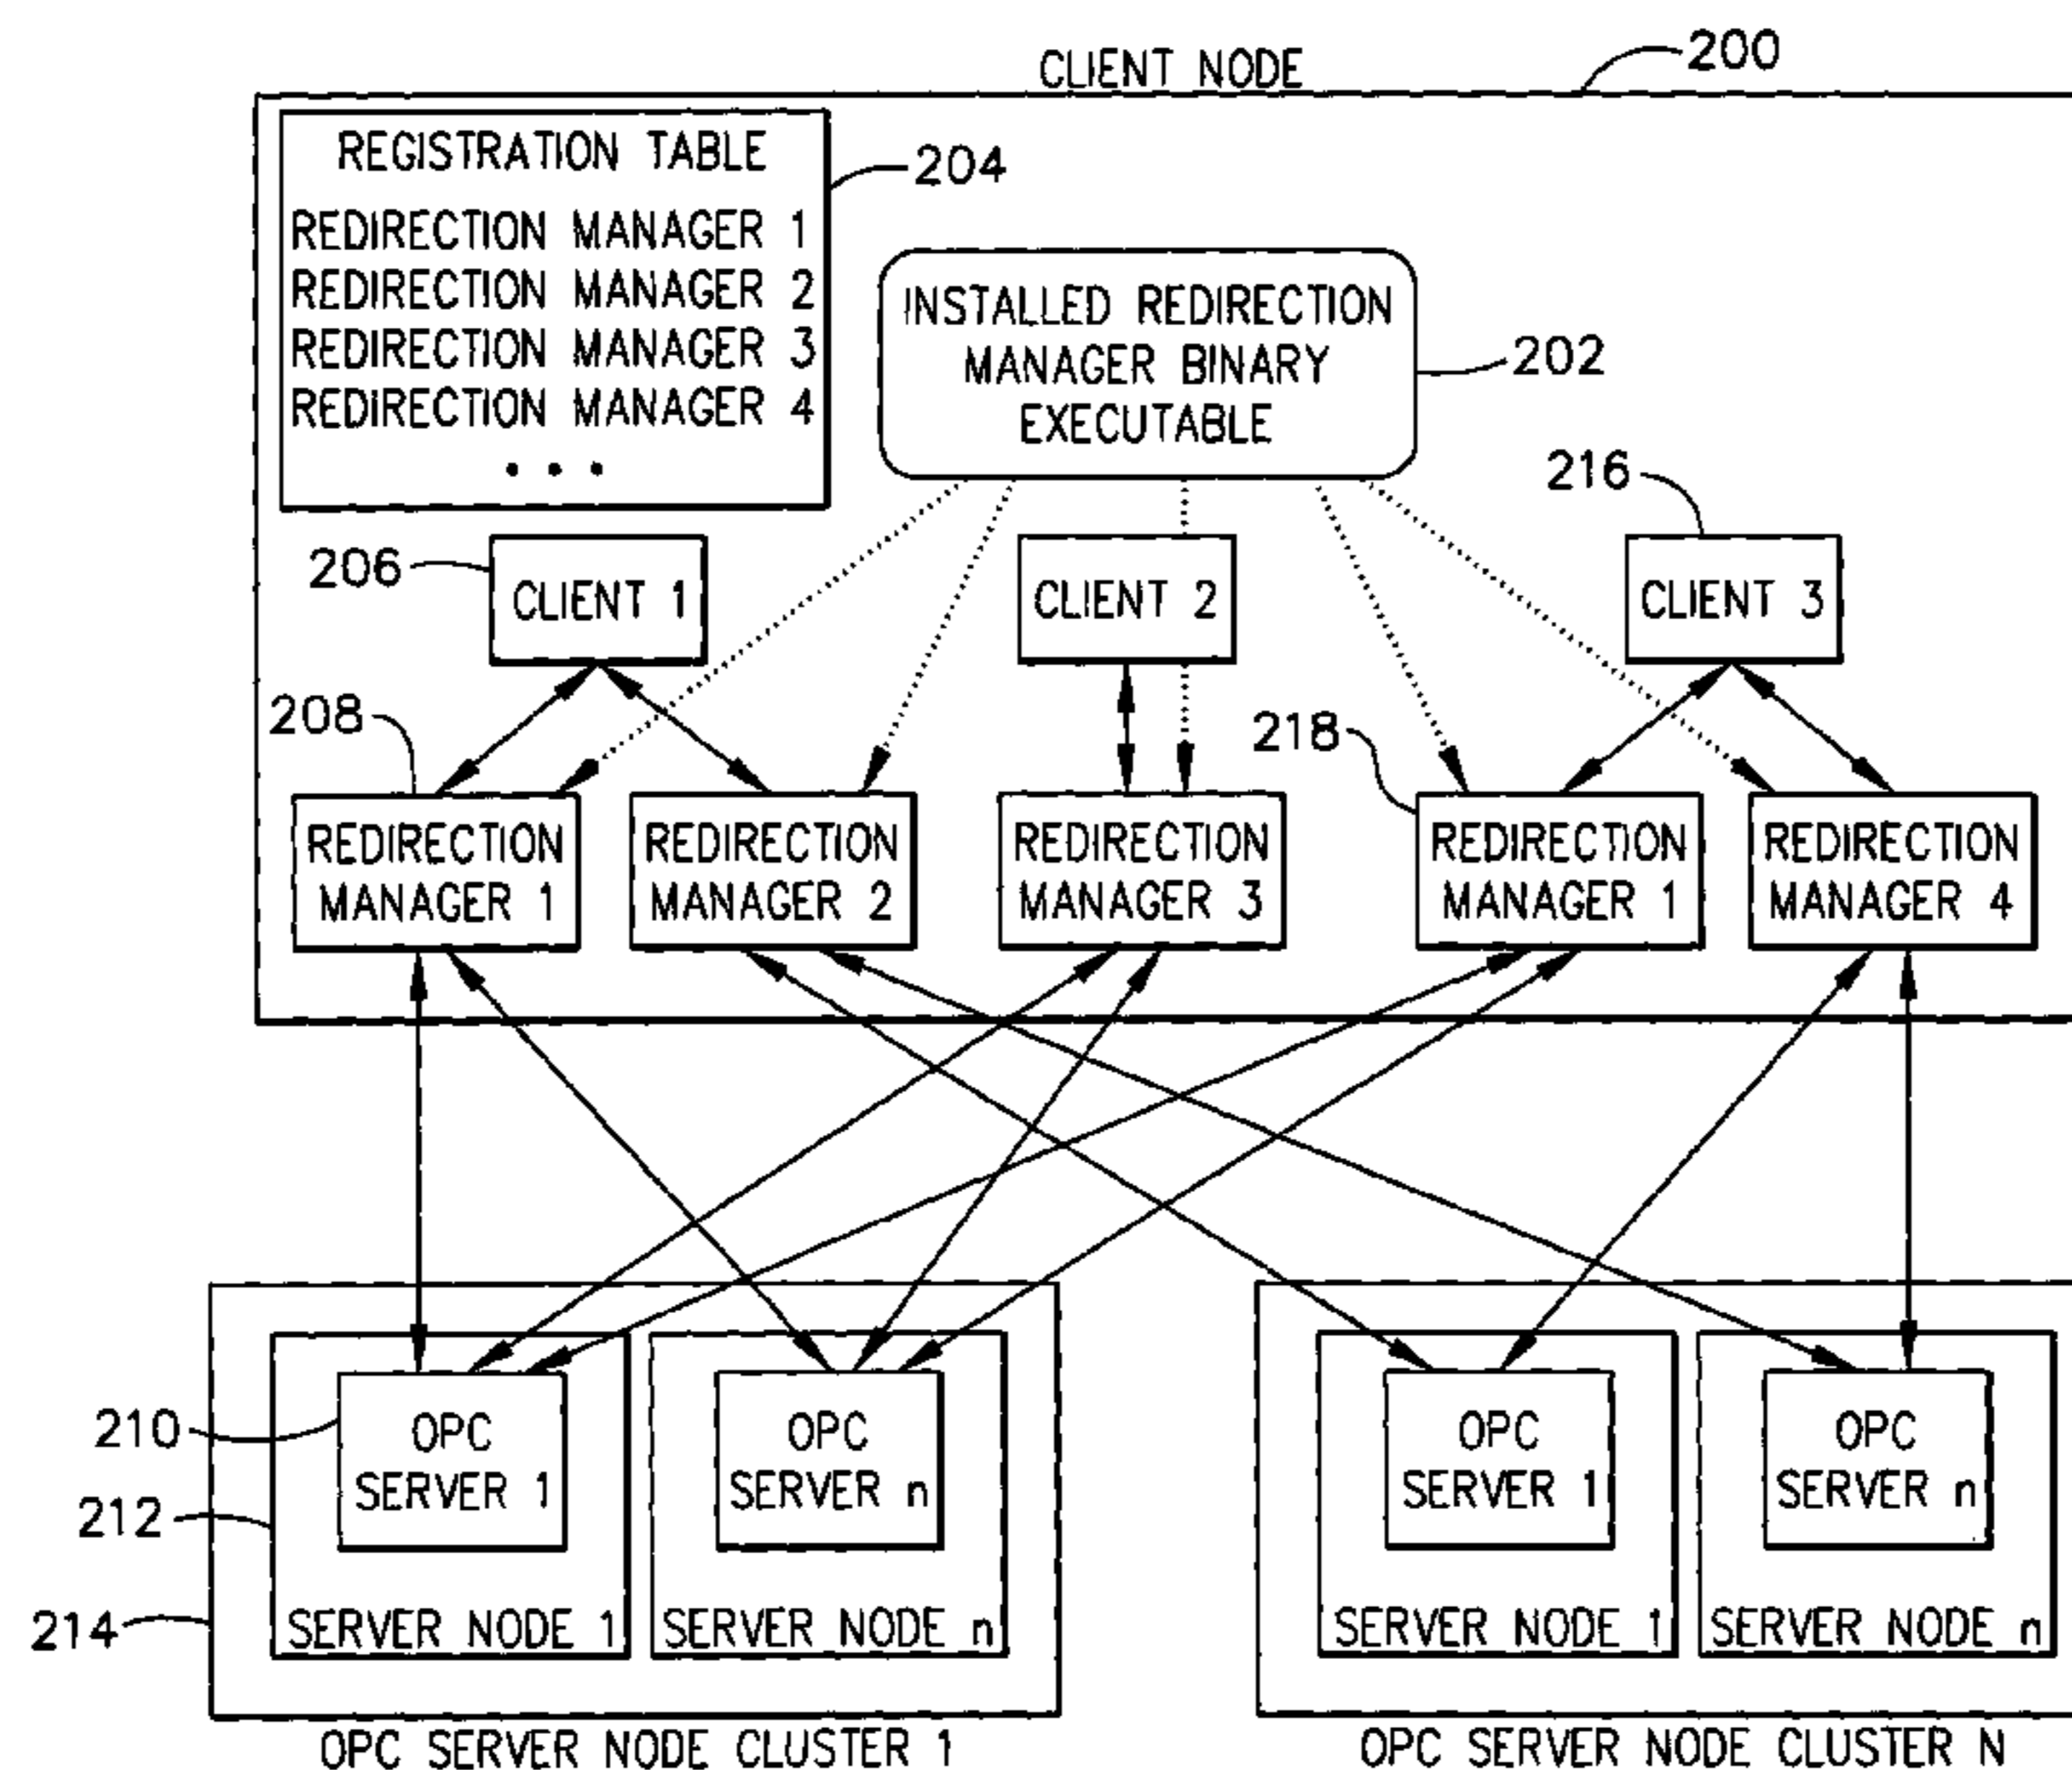 CLIENT NODE
200
REGISTRATION TABLE
REDIRECTION MANAGER 1
REDIRECTION MANAGER 2
REDIRECTION MANAGER 3
REDIRECTION MANAGER 4
• • •
204
INSTALLED REDIRECTION
MANAGER BINARY
EXECUTABLE
202
216
206
CLIENT 1
CLIENT 2
CLIENT 3
208
218
REDIRECTION
MANAGER 1
REDIRECTION
MANAGER 2
REDIRECTION
MANAGER 3
REDIRECTION
MANAGER 1
REDIRECTION
MANAGER 4
210
OPC
SERVER 1
OPC
SERVER n
OPC
SERVER 1
OPC
SERVER n
212
214
SERVER NODE 1
SERVER NODE n
SERVER NODE 1
SERVER NODE n
OPC SERVER NODE CLUSTER 1
OPC SERVER NODE CLUSTER N